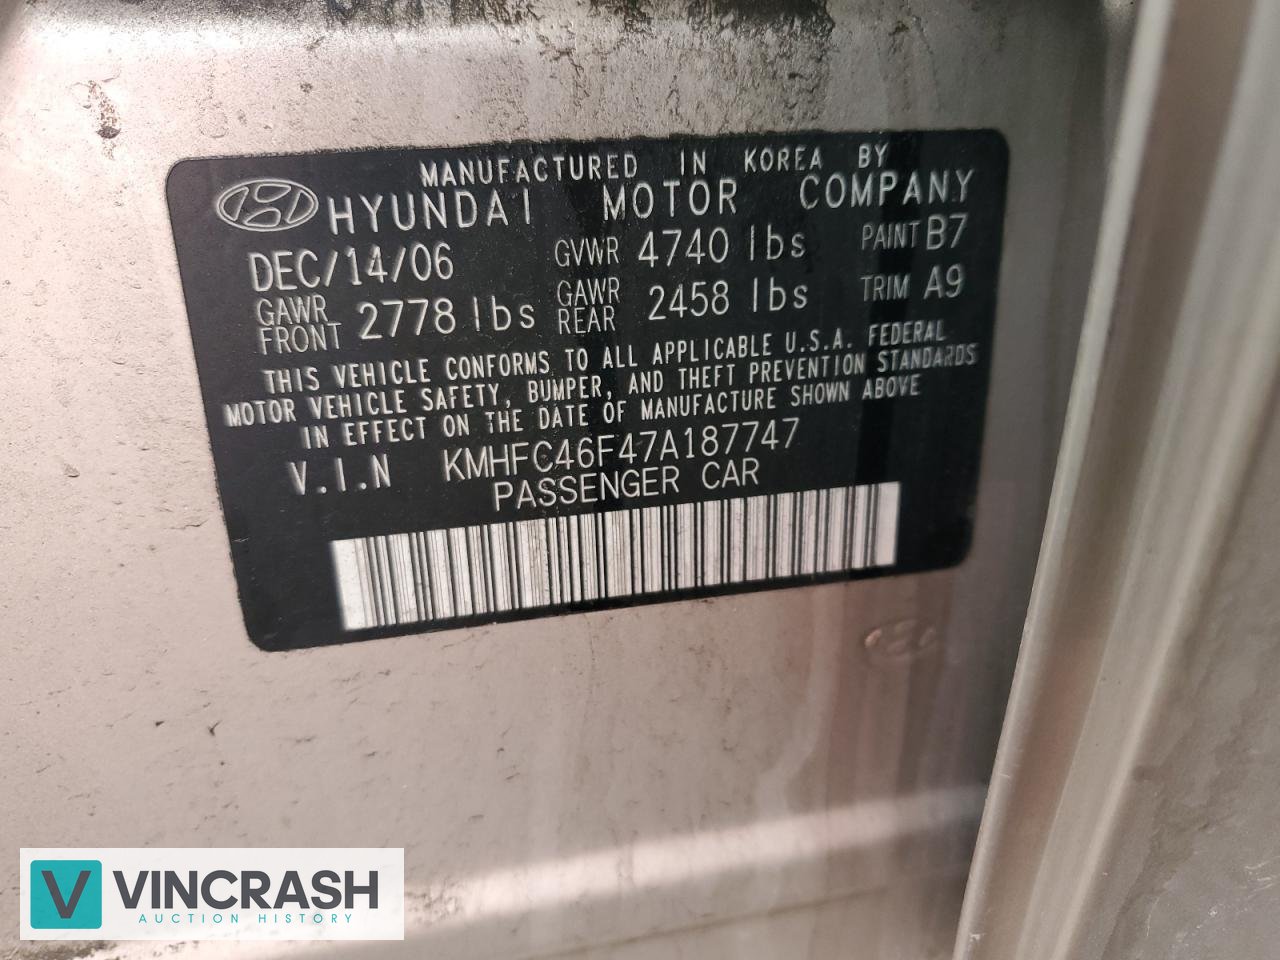 MANUFACTURED IN KOREA BY
HYUNDAI MOTOR COMPANY
DEC/14/06 GVWR 4740 lbs PAINT B7
GAWR FRONT 2778 lbs GAWR REAR 2458 lbs TRIM A9
THIS VEHICLE CONFORMS TO ALL APPLICABLE U.S.A. FEDERAL
MOTOR VEHICLE SAFETY, BUMPER, AND THEFT PREVENTION STANDARDS
IN EFFECT ON THE DATE OF MANUFACTURE SHOWN ABOVE
V.I.N KMHFC46F47A187747
PASSENGER CAR
V VINCRASH
AUCTION HISTORY